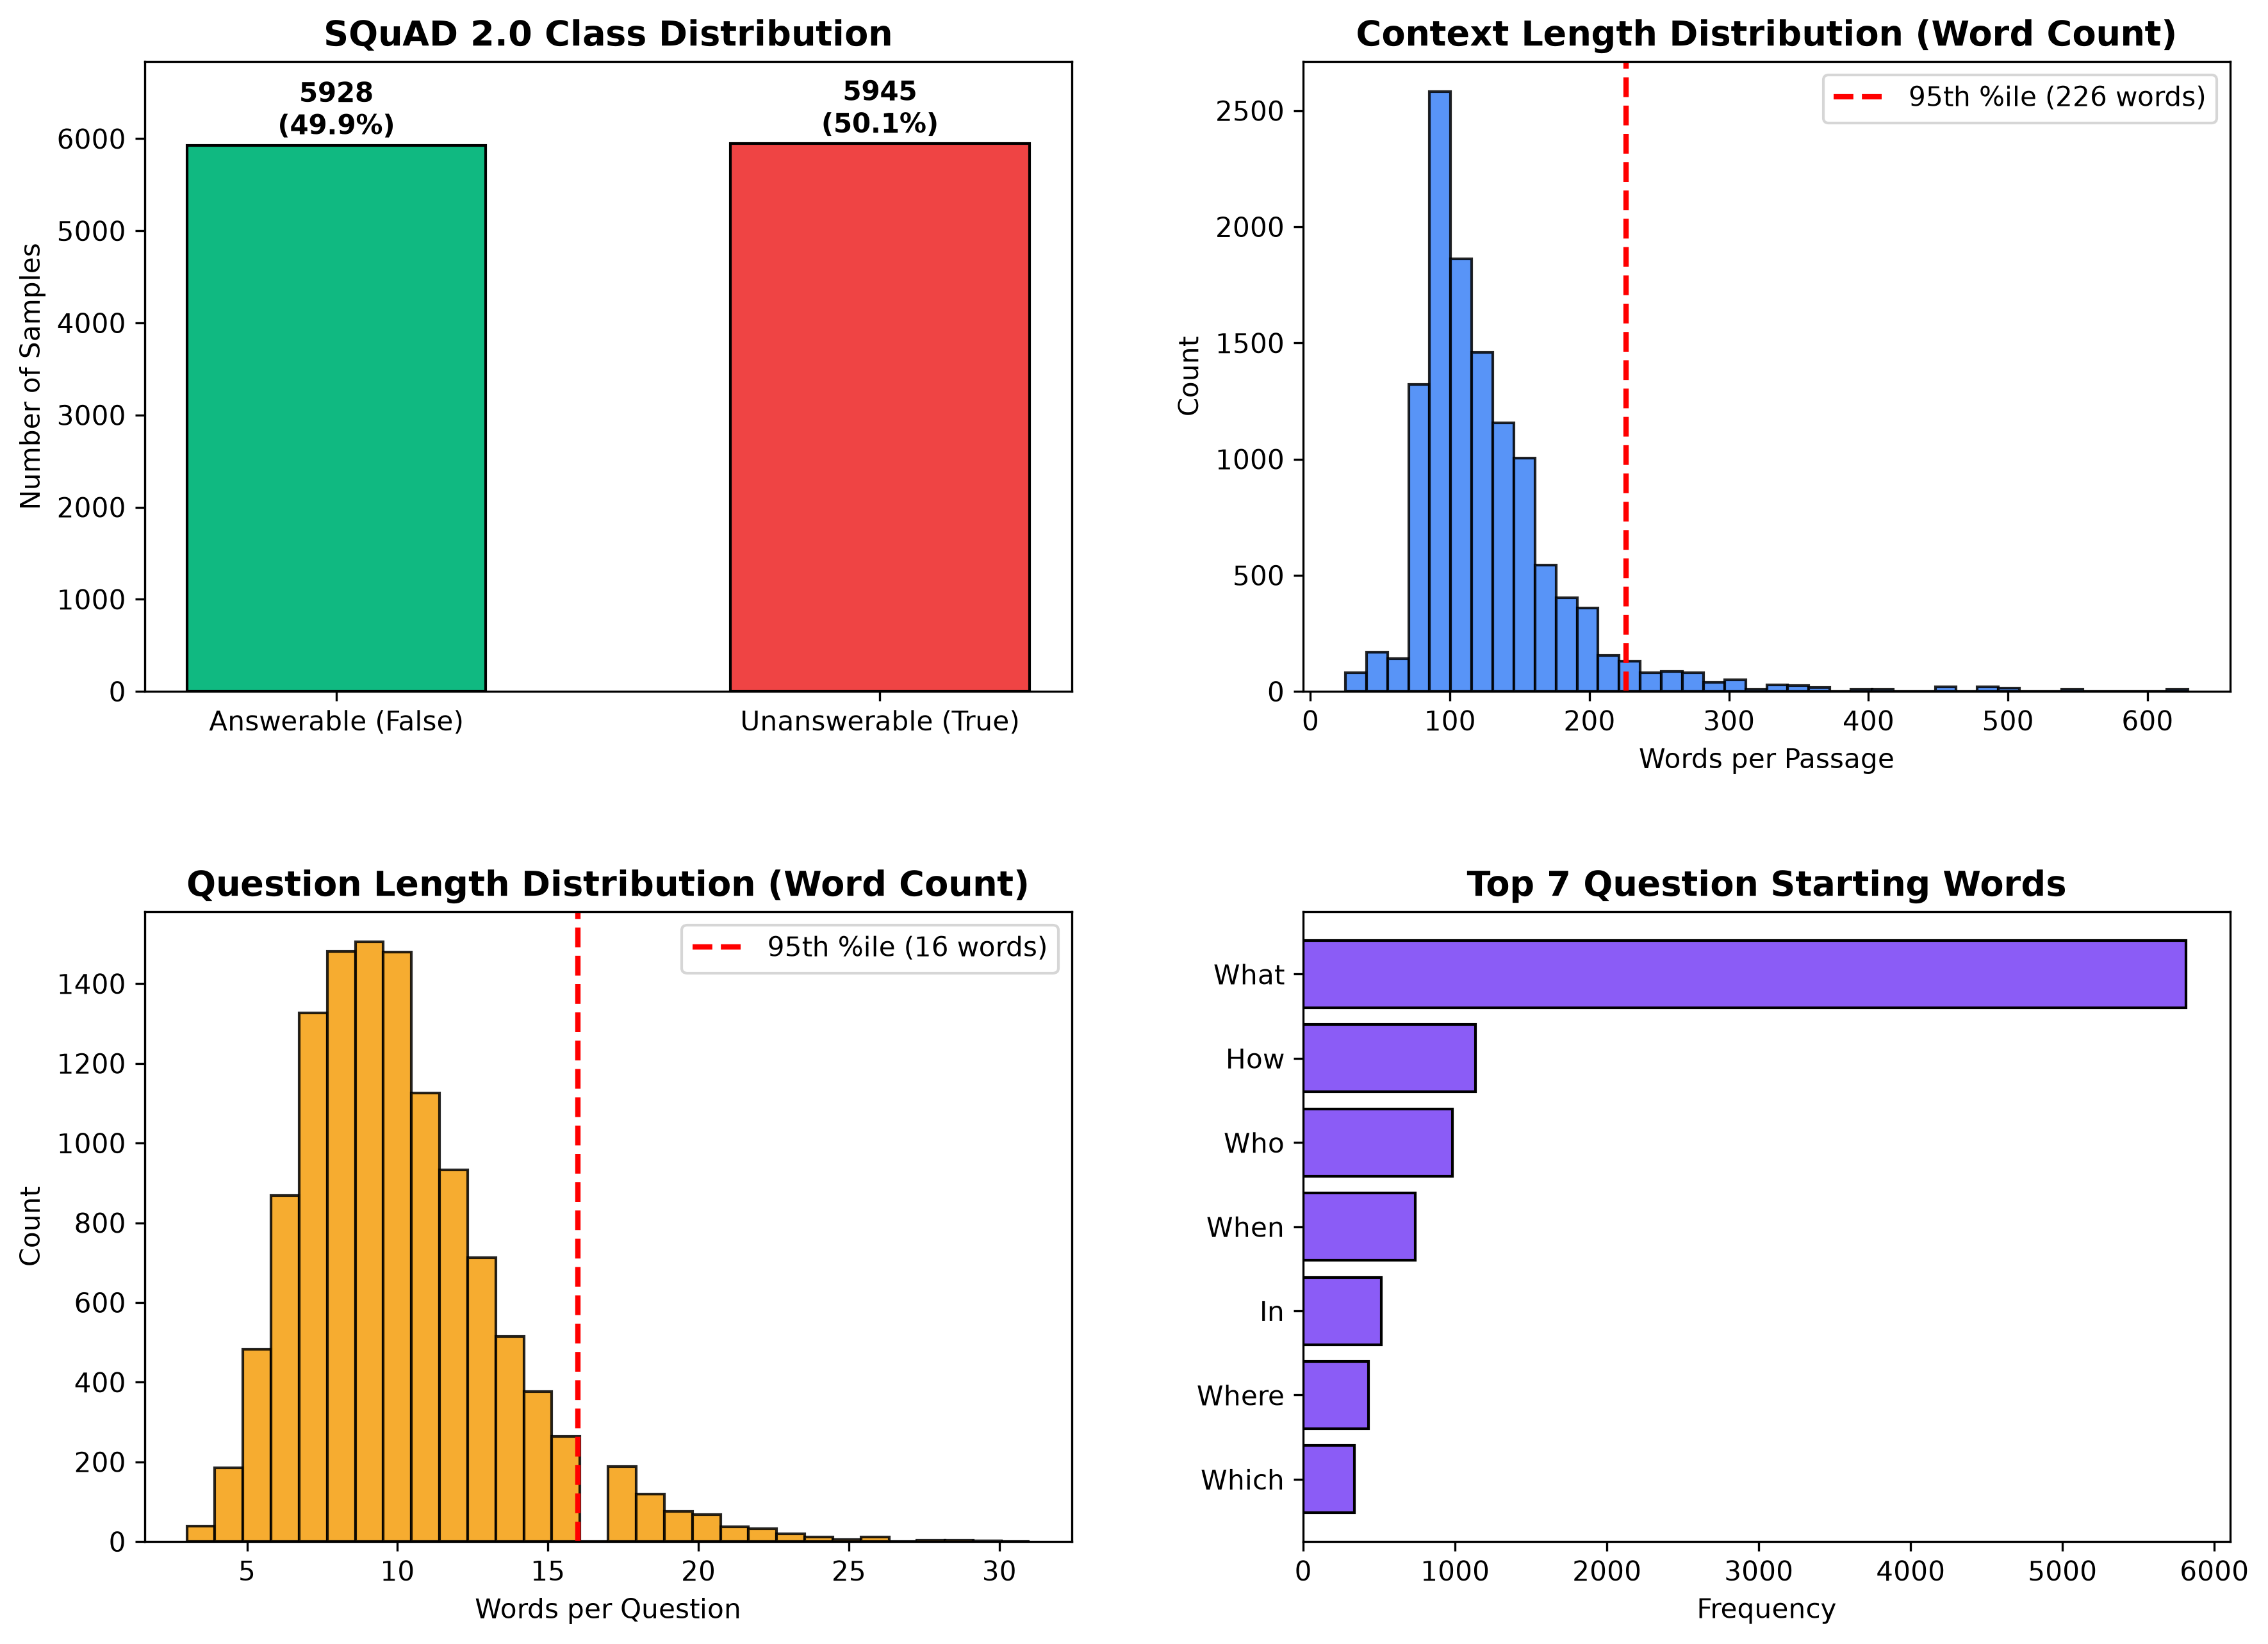 SQuAD 2.0 Class Distribution
5928
(49.9%)
5945
(50.1%)
Number of Samples
6000
5000
4000
3000
2000
1000
0
Answerable (False)
Unanswerable (True)
Context Length Distribution (Word Count)
95th %ile (226 words)
Count
2500
2000
1500
1000
500
0
0
100
200
300
400
500
600
Words per Passage
Question Length Distribution (Word Count)
95th %ile (16 words)
Count
1400
1200
1000
800
600
400
200
0
5
10
15
20
25
30
Words per Question
Top 7 Question Starting Words
What
How
Who
When
In
Where
Which
0
1000
2000
3000
4000
5000
6000
Frequency